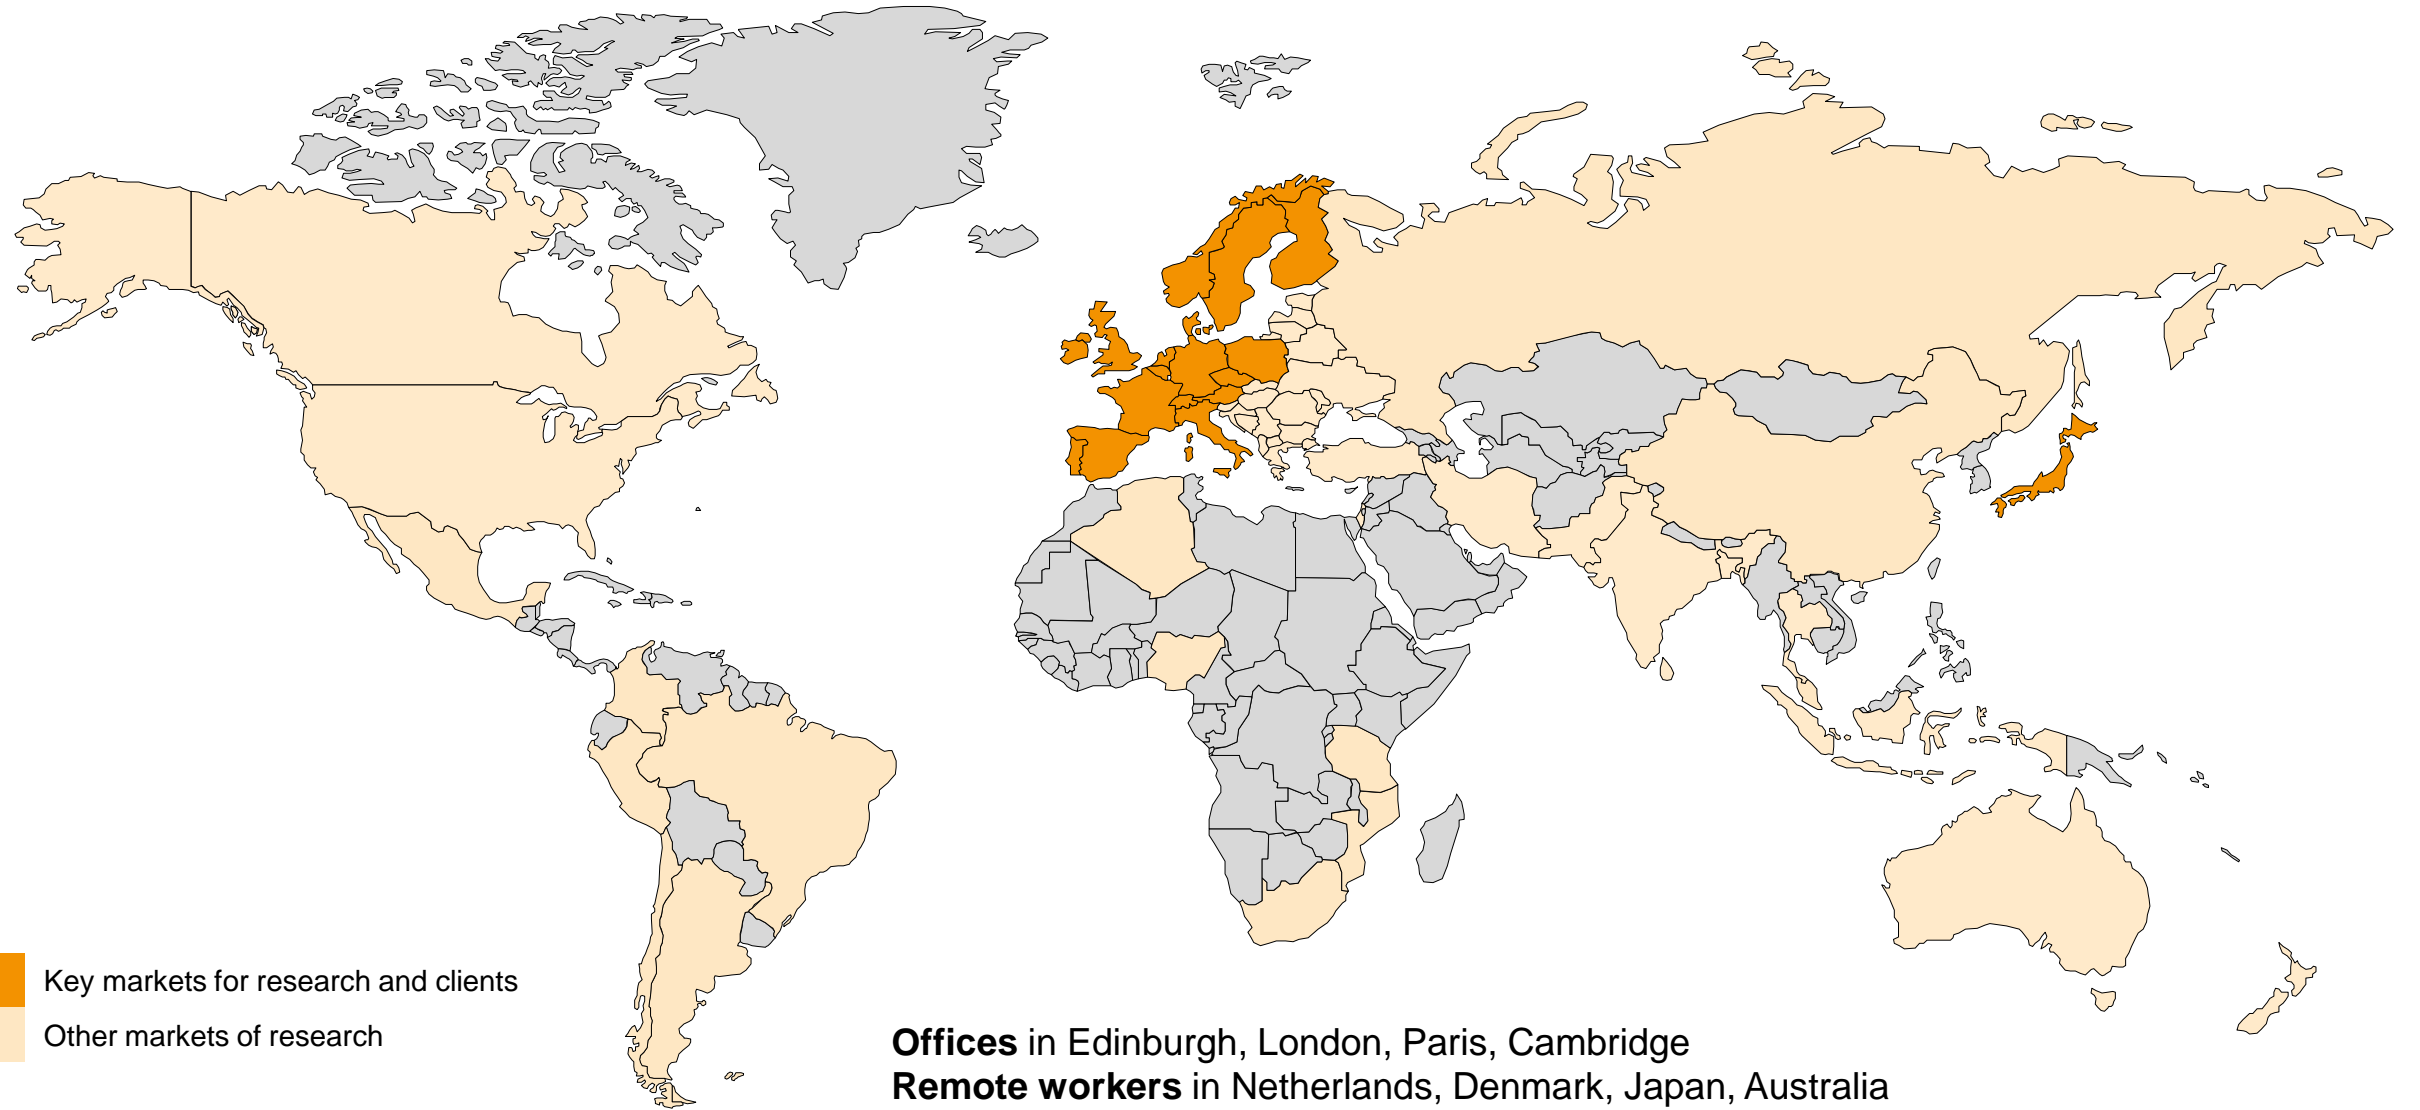 Key markets for research and clients
Other markets of research
Offices in Edinburgh, London, Paris, Cambridge
Remote workers in Netherlands, Denmark, Japan, Australia